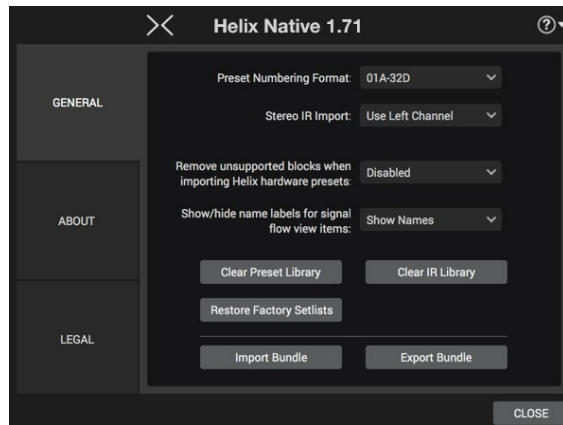 Helix Native 1.71
?
GENERAL
ABOUT
LEGAL
Preset Numbering Format: 01A-32D
Stereo IR Import: Use Left Channel
Remove unsupported blocks when
importing Helix hardware presets: Disabled
Show/hide name labels for signal
flow view items: Show Names
Clear Preset Library Clear IR Library
Restore Factory Setlists
Import Bundle Export Bundle
CLOSE